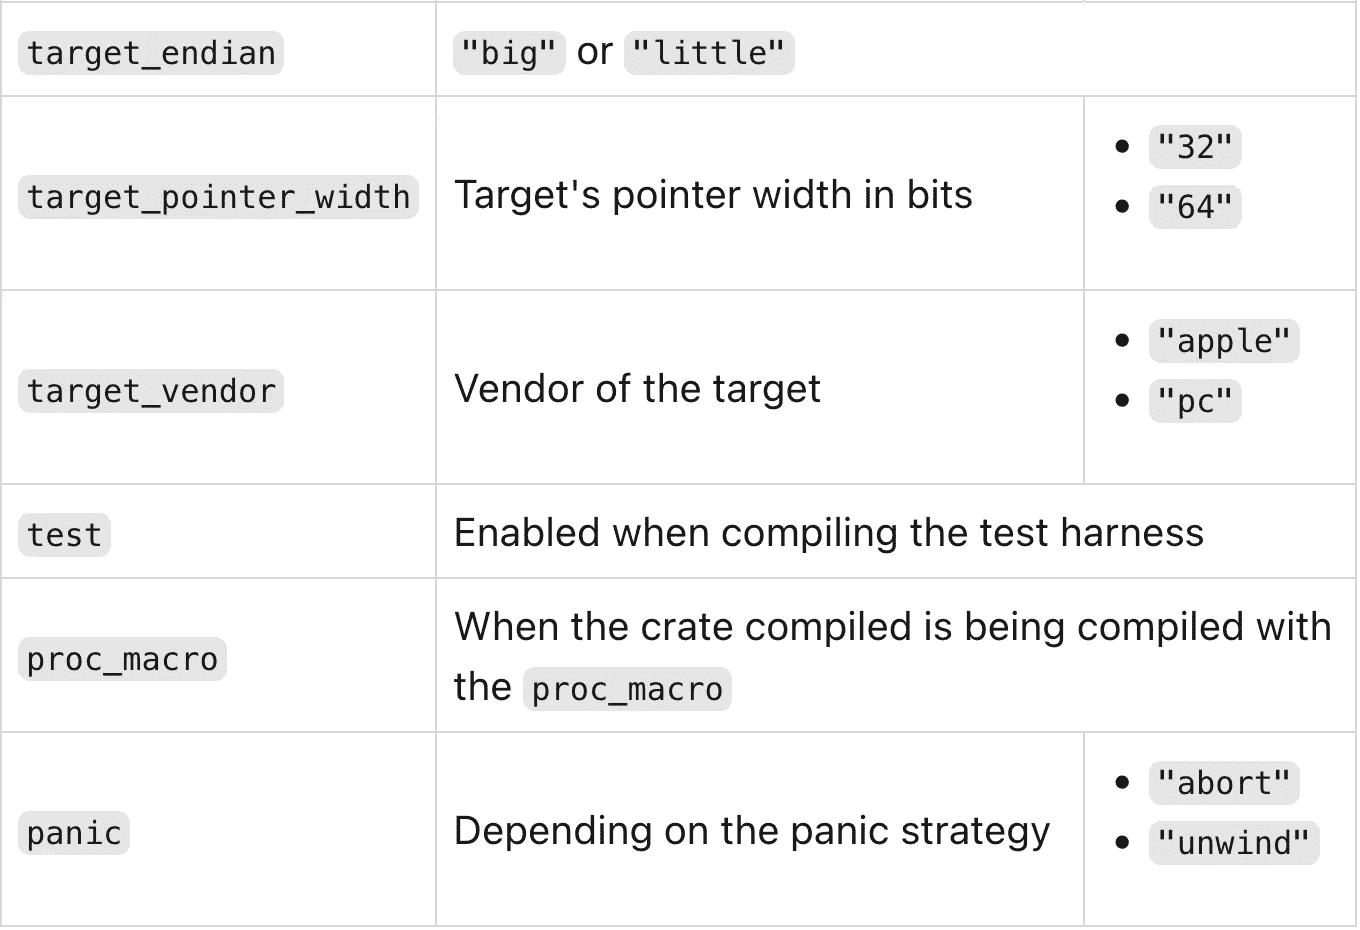 target_endian "big" or "little"
target_pointer_width Target's pointer width in bits • "32"
• "64"
target_vendor Vendor of the target • "apple"
• "pc"
test Enabled when compiling the test harness
proc_macro When the crate compiled is being compiled with
the proc_macro
panic Depending on the panic strategy • "abort"
• "unwind"